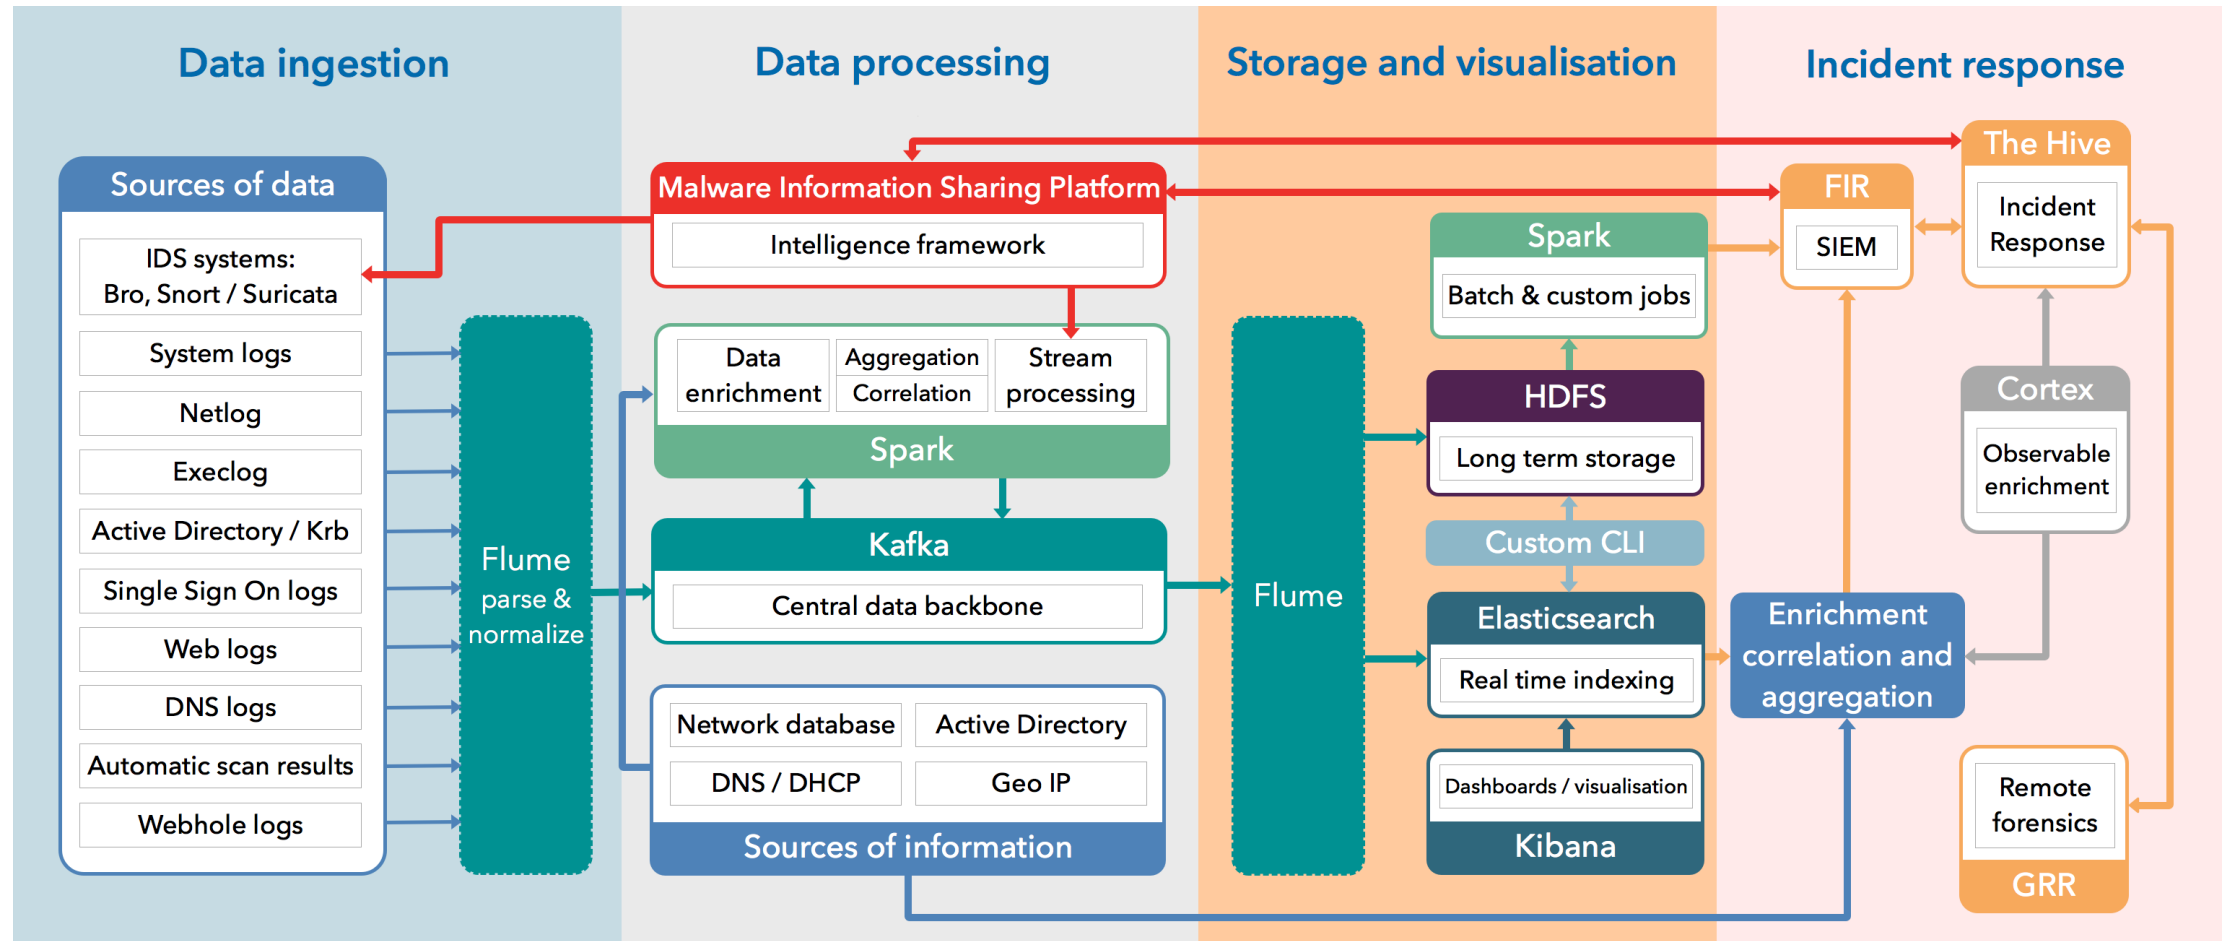 Data ingestion
Data processing
Storage and visualisation
Incident response
Sources of data
IDS systems:
Bro, Snort / Suricata
System logs
Netlog
Execlog
Active Directory / Krb
Single Sign On logs
Web logs
DNS logs
Automatic scan results
Webhole logs
Flume
parse &
normalize
Malware Information Sharing Platform
Intelligence framework
Data
enrichment
Aggregation
Correlation
Stream
processing
Spark
Kafka
Central data backbone
Network database
Active Directory
DNS / DHCP
Geo IP
Sources of information
Flume
Spark
Batch & custom jobs
HDFS
Long term storage
Custom CLI
Elasticsearch
Real time indexing
Dashboards / visualisation
Kibana
FIR
SIEM
The Hive
Incident
Response
Cortex
Observable
enrichment
Enrichment
correlation and
aggregation
Remote
forensics
GRR